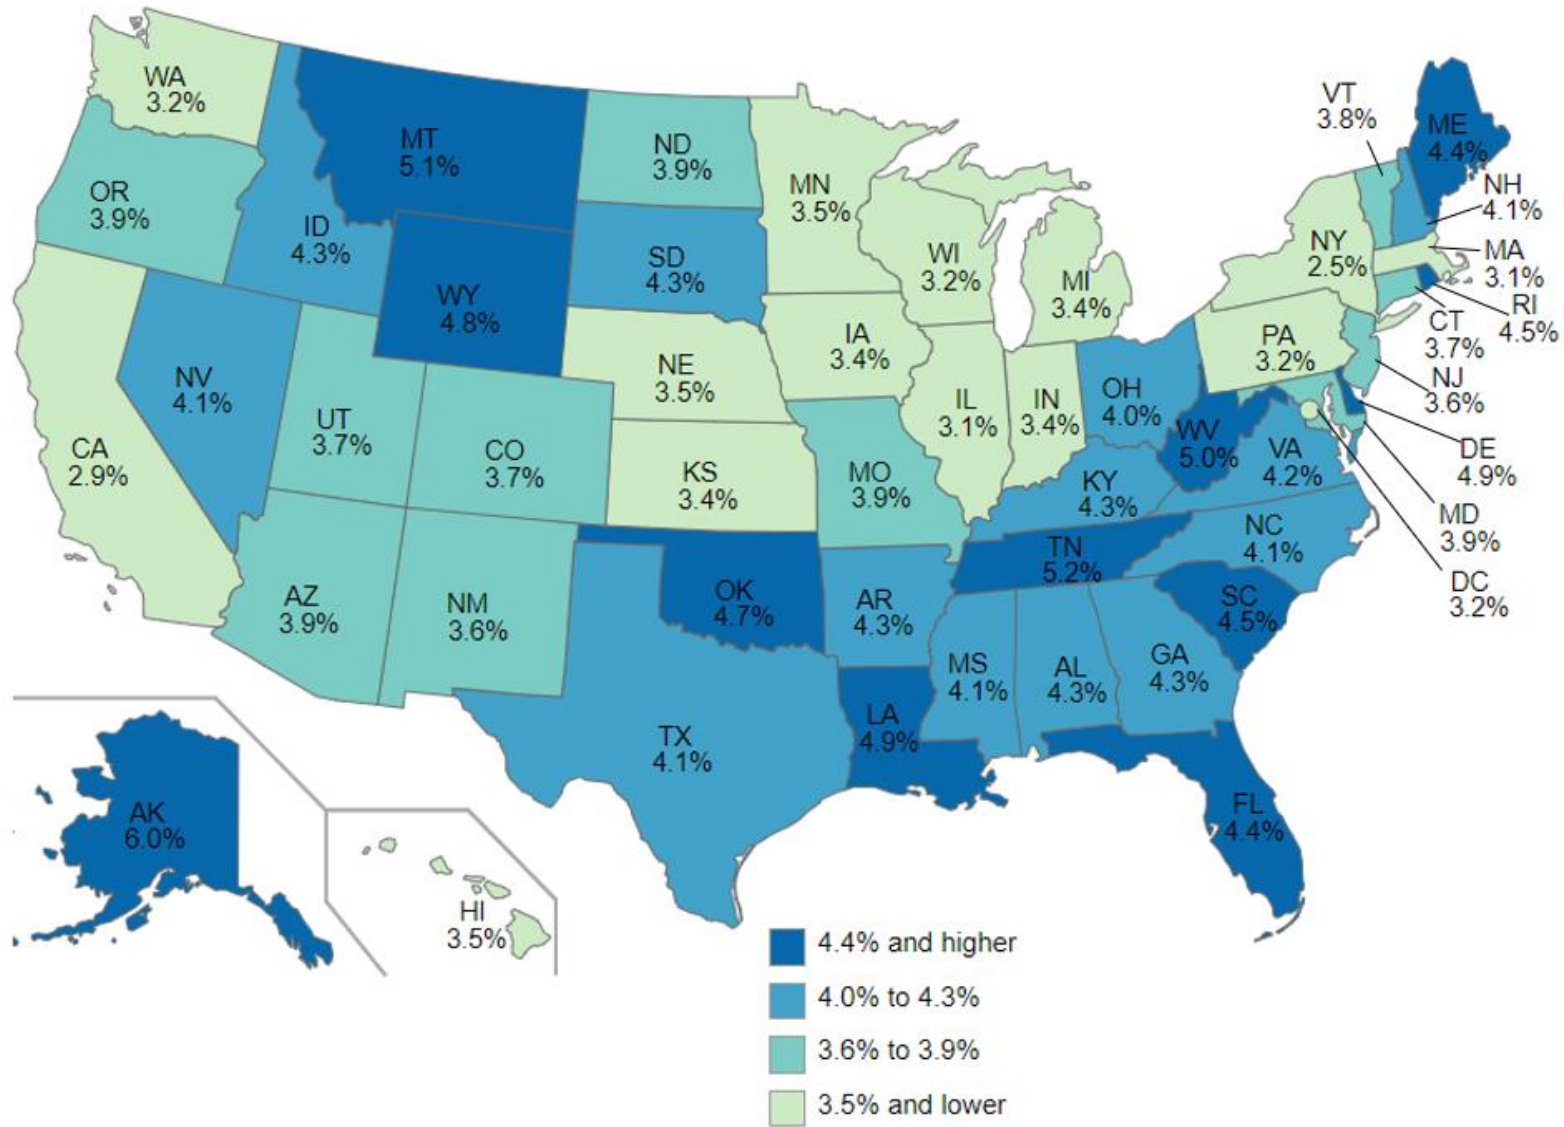 WA
3.2%
MT
5.1%
ND
3.9%
MN
3.5%
VT
3.8%
ME
4.4%
OR
3.9%
ID
4.3%
SD
4.3%
WI
3.2%
MI
3.4%
NY
2.5%
NH
4.1%
MA
3.1%
RI
4.5%
CT
3.7%
WY
4.8%
NJ
3.6%
PA
3.2%
IA
3.4%
NE
3.5%
NV
4.1%
UT
3.7%
CO
3.7%
IL
3.1%
IN
3.4%
OH
4.0%
WV
5.0%
VA
4.2%
DE
4.9%
CA
2.9%
KS
3.4%
MO
3.9%
KY
4.3%
MD
3.9%
NC
4.1%
TN
5.2%
DC
3.2%
AZ
3.9%
NM
3.6%
OK
4.7%
AR
4.3%
SC
4.5%
MS
4.1%
AL
4.3%
GA
4.3%
LA
4.9%
TX
4.1%
AK
6.0%
FL
4.4%
HI
3.5%
4.4% and higher
4.0% to 4.3%
3.6% to 3.9%
3.5% and lower